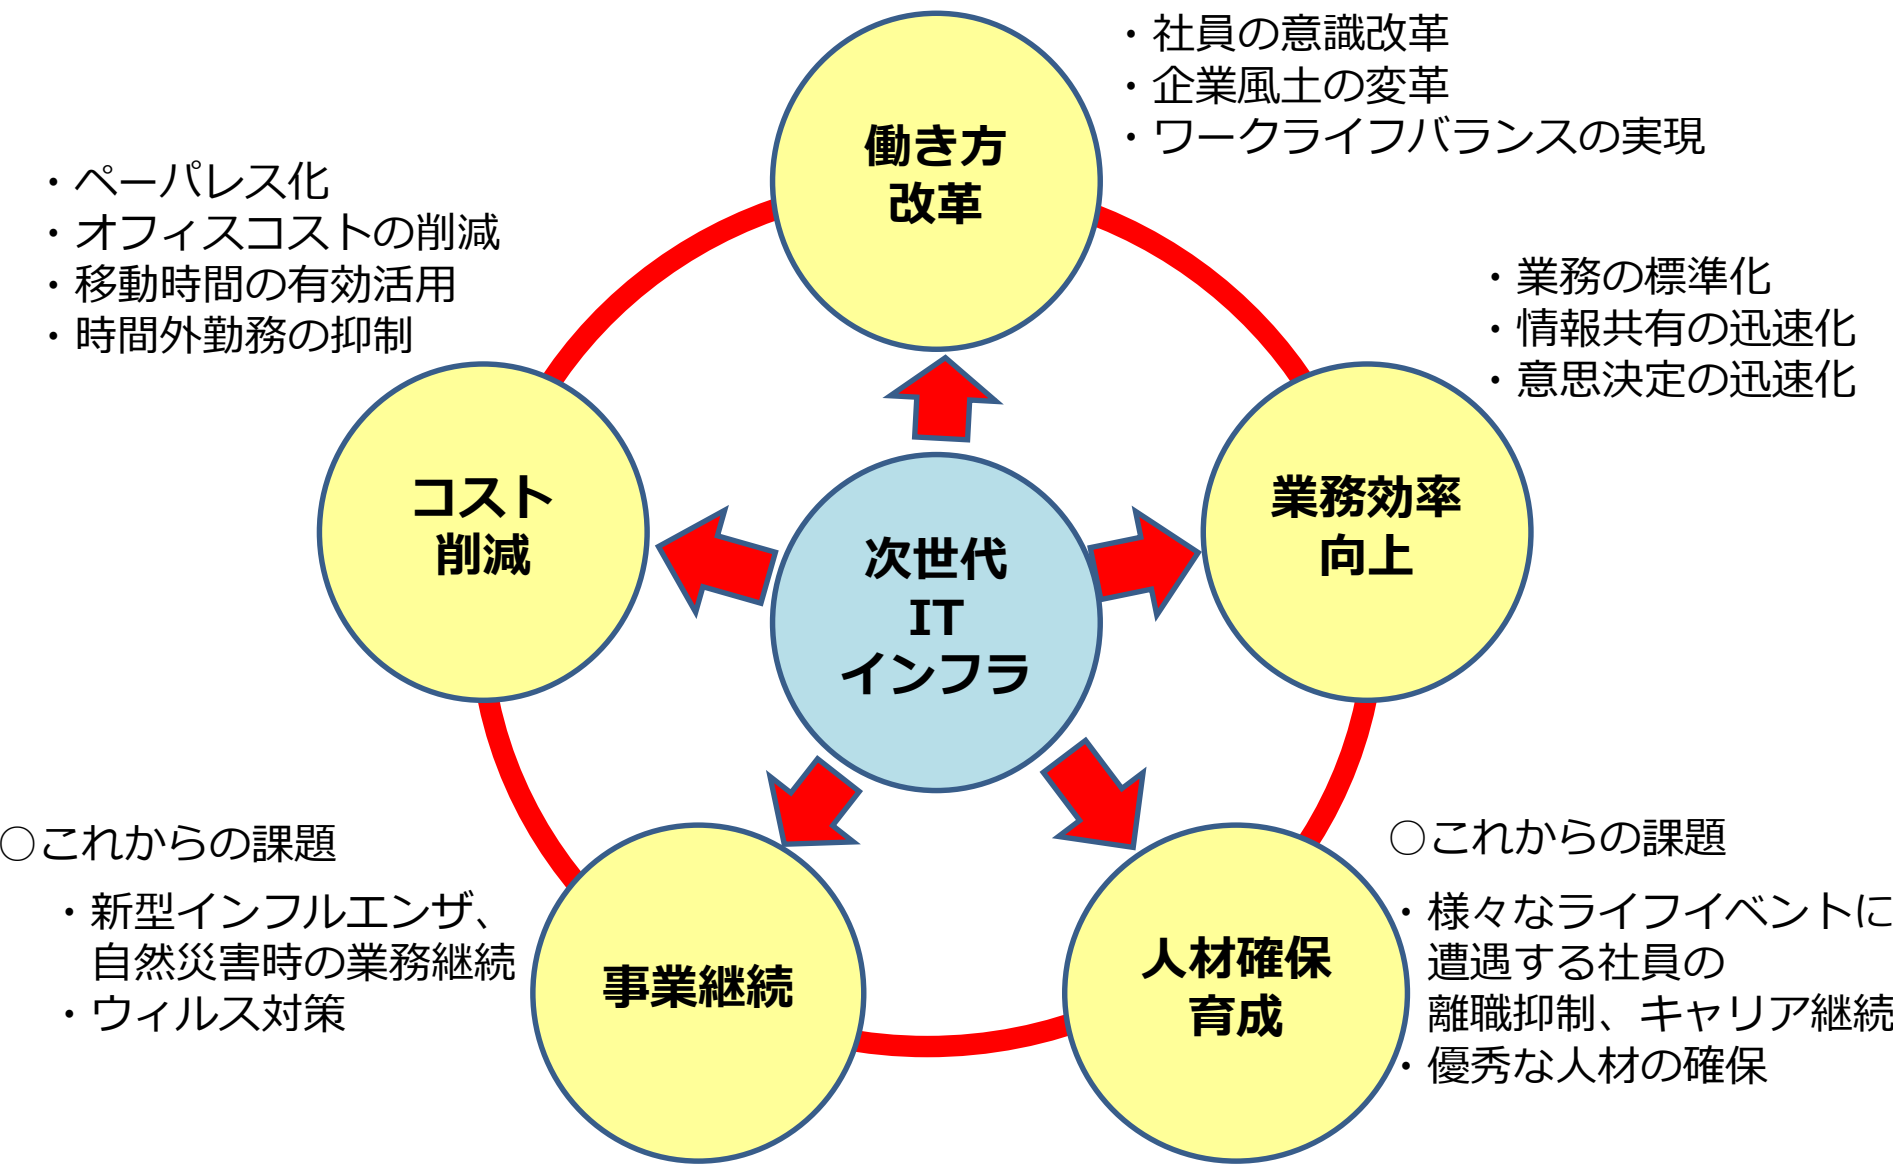 ・社員の意識改革
・企業風土の変革
・ワークライフバランスの実現
働き方
改革
・ペーパレス化
・オフィスコストの削減
・移動時間の有効活用
・時間外勤務の抑制
・業務の標準化
・情報共有の迅速化
・意思決定の迅速化
コスト
削減
業務効率
向上
次世代
IT
インフラ
○これからの課題
・新型インフルエンザ、
自然災害時の業務継続
・ウィルス対策
事業継続
人材確保
育成
○これからの課題
・様々なライフイベントに
遭遇する社員の
離職抑制、キャリア継続
・優秀な人材の確保